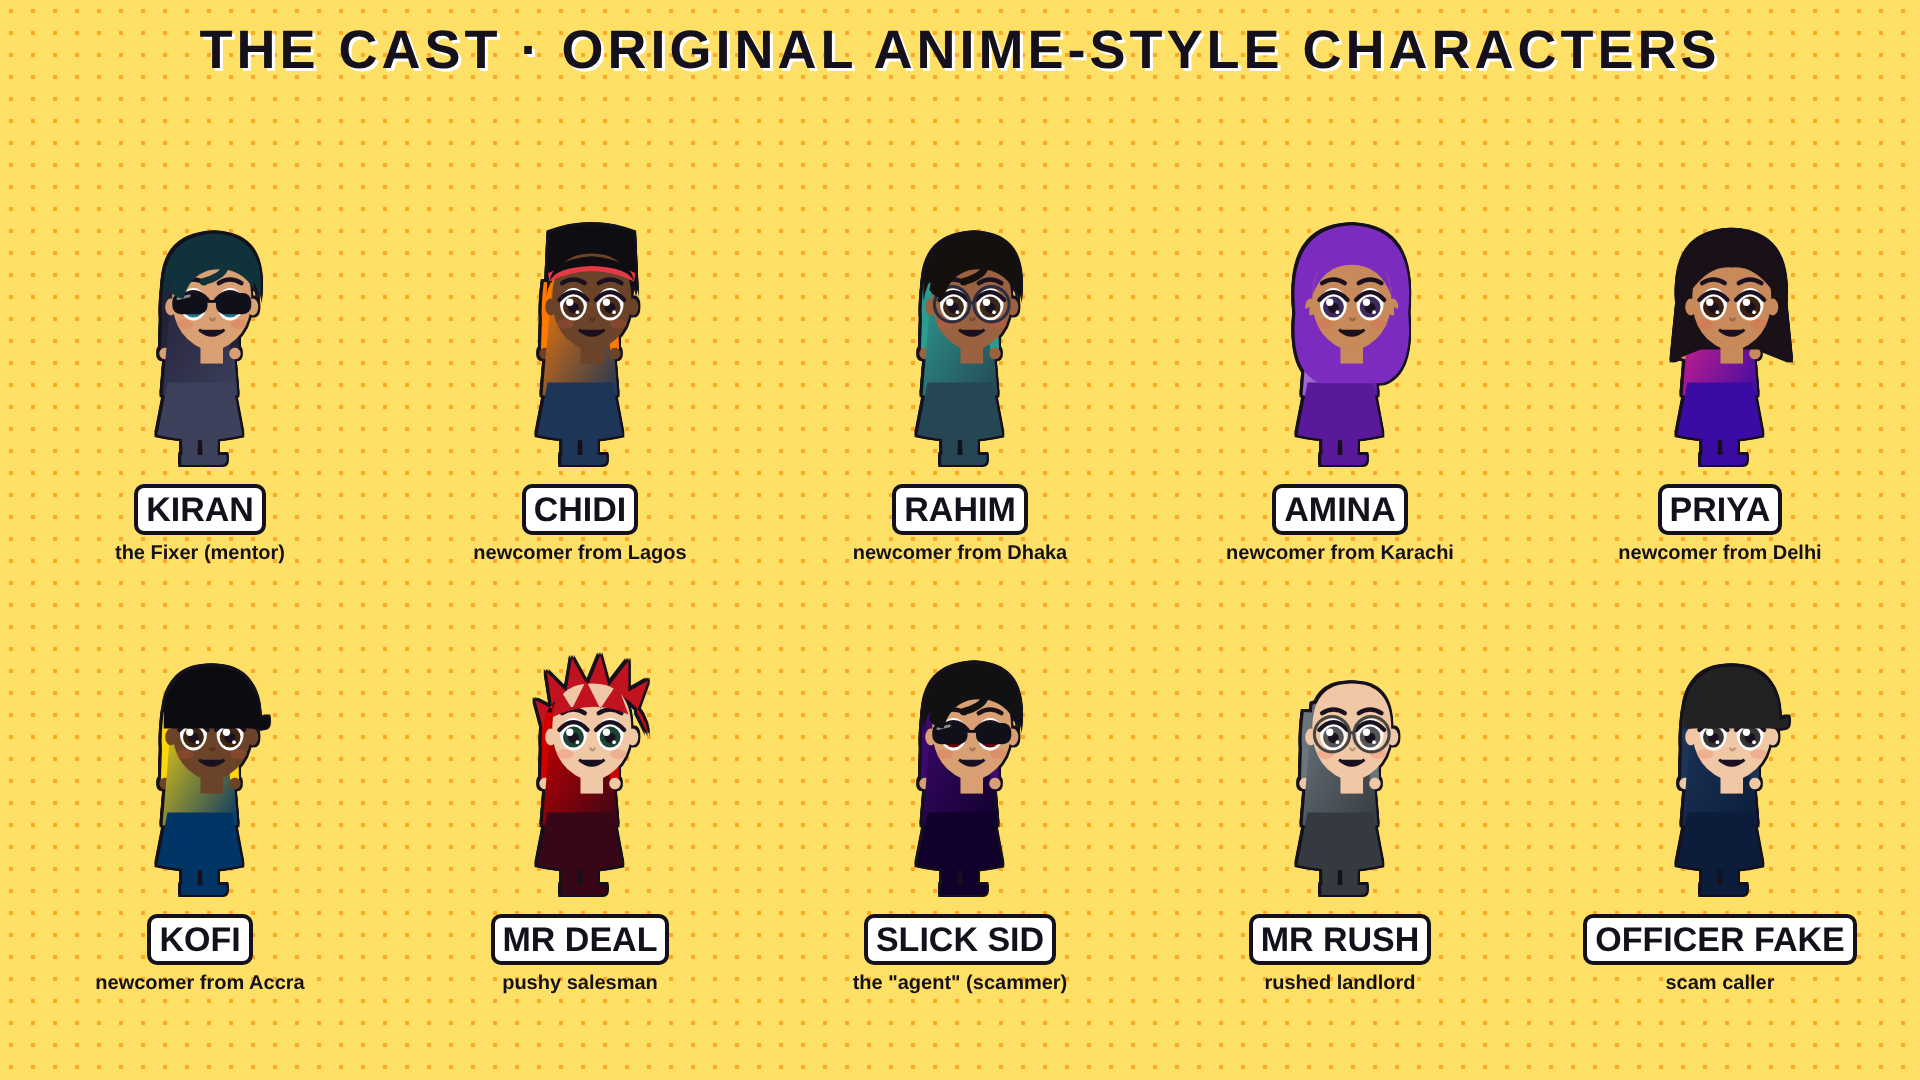 THE CAST · ORIGINAL ANIME-STYLE CHARACTERS
KIRAN
the Fixer (mentor)
CHIDI
newcomer from Lagos
RAHIM
newcomer from Dhaka
AMINA
newcomer from Karachi
PRIYA
newcomer from Delhi
KOFI
newcomer from Accra
MR DEAL
pushy salesman
SLICK SID
the "agent" (scammer)
MR RUSH
rushed landlord
OFFICER FAKE
scam caller